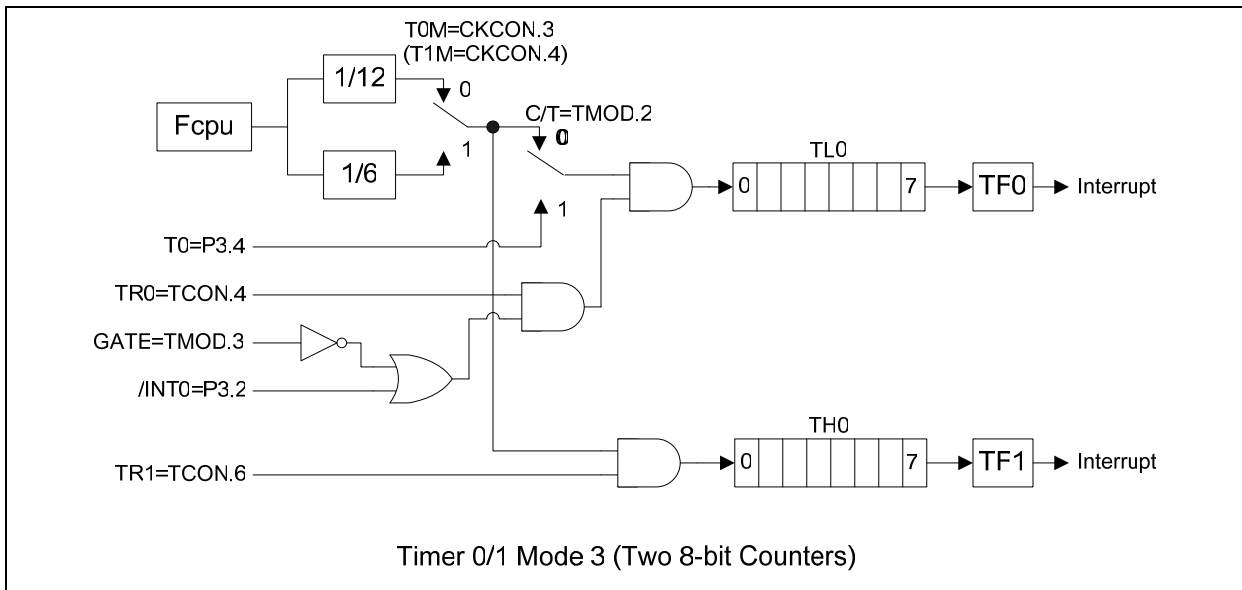 T0M=CKCON.3
(T1M=CKCON.4)
1/12
0
Fcpu
C/T=TMOD.2
0
1
1/6
1
TL0
0 7
TF0
Interrupt
T0=P3.4
TR0=TCON.4
GATE=TMOD.3
/INT0=P3.2
TH0
0 7
TF1
Interrupt
TR1=TCON.6
Timer 0/1 Mode 3 (Two 8-bit Counters)